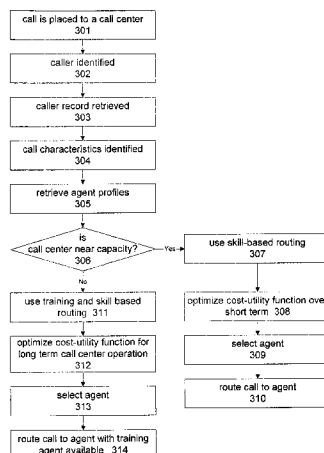 call is placed to a call center
301
caller identified
302
caller record retrieved
303
call characteristics identified
304
retrieve agent profiles
305
is
call center near capacity?
306
Yes
No
use skill-based routing
307
optimize cost-utility function over
short term 308
select agent
309
route call to agent
310
use training and skill based
routing 311
optimize cost-utility function for
long term call center operation
312
select agent
313
route call to agent with training
agent available 314